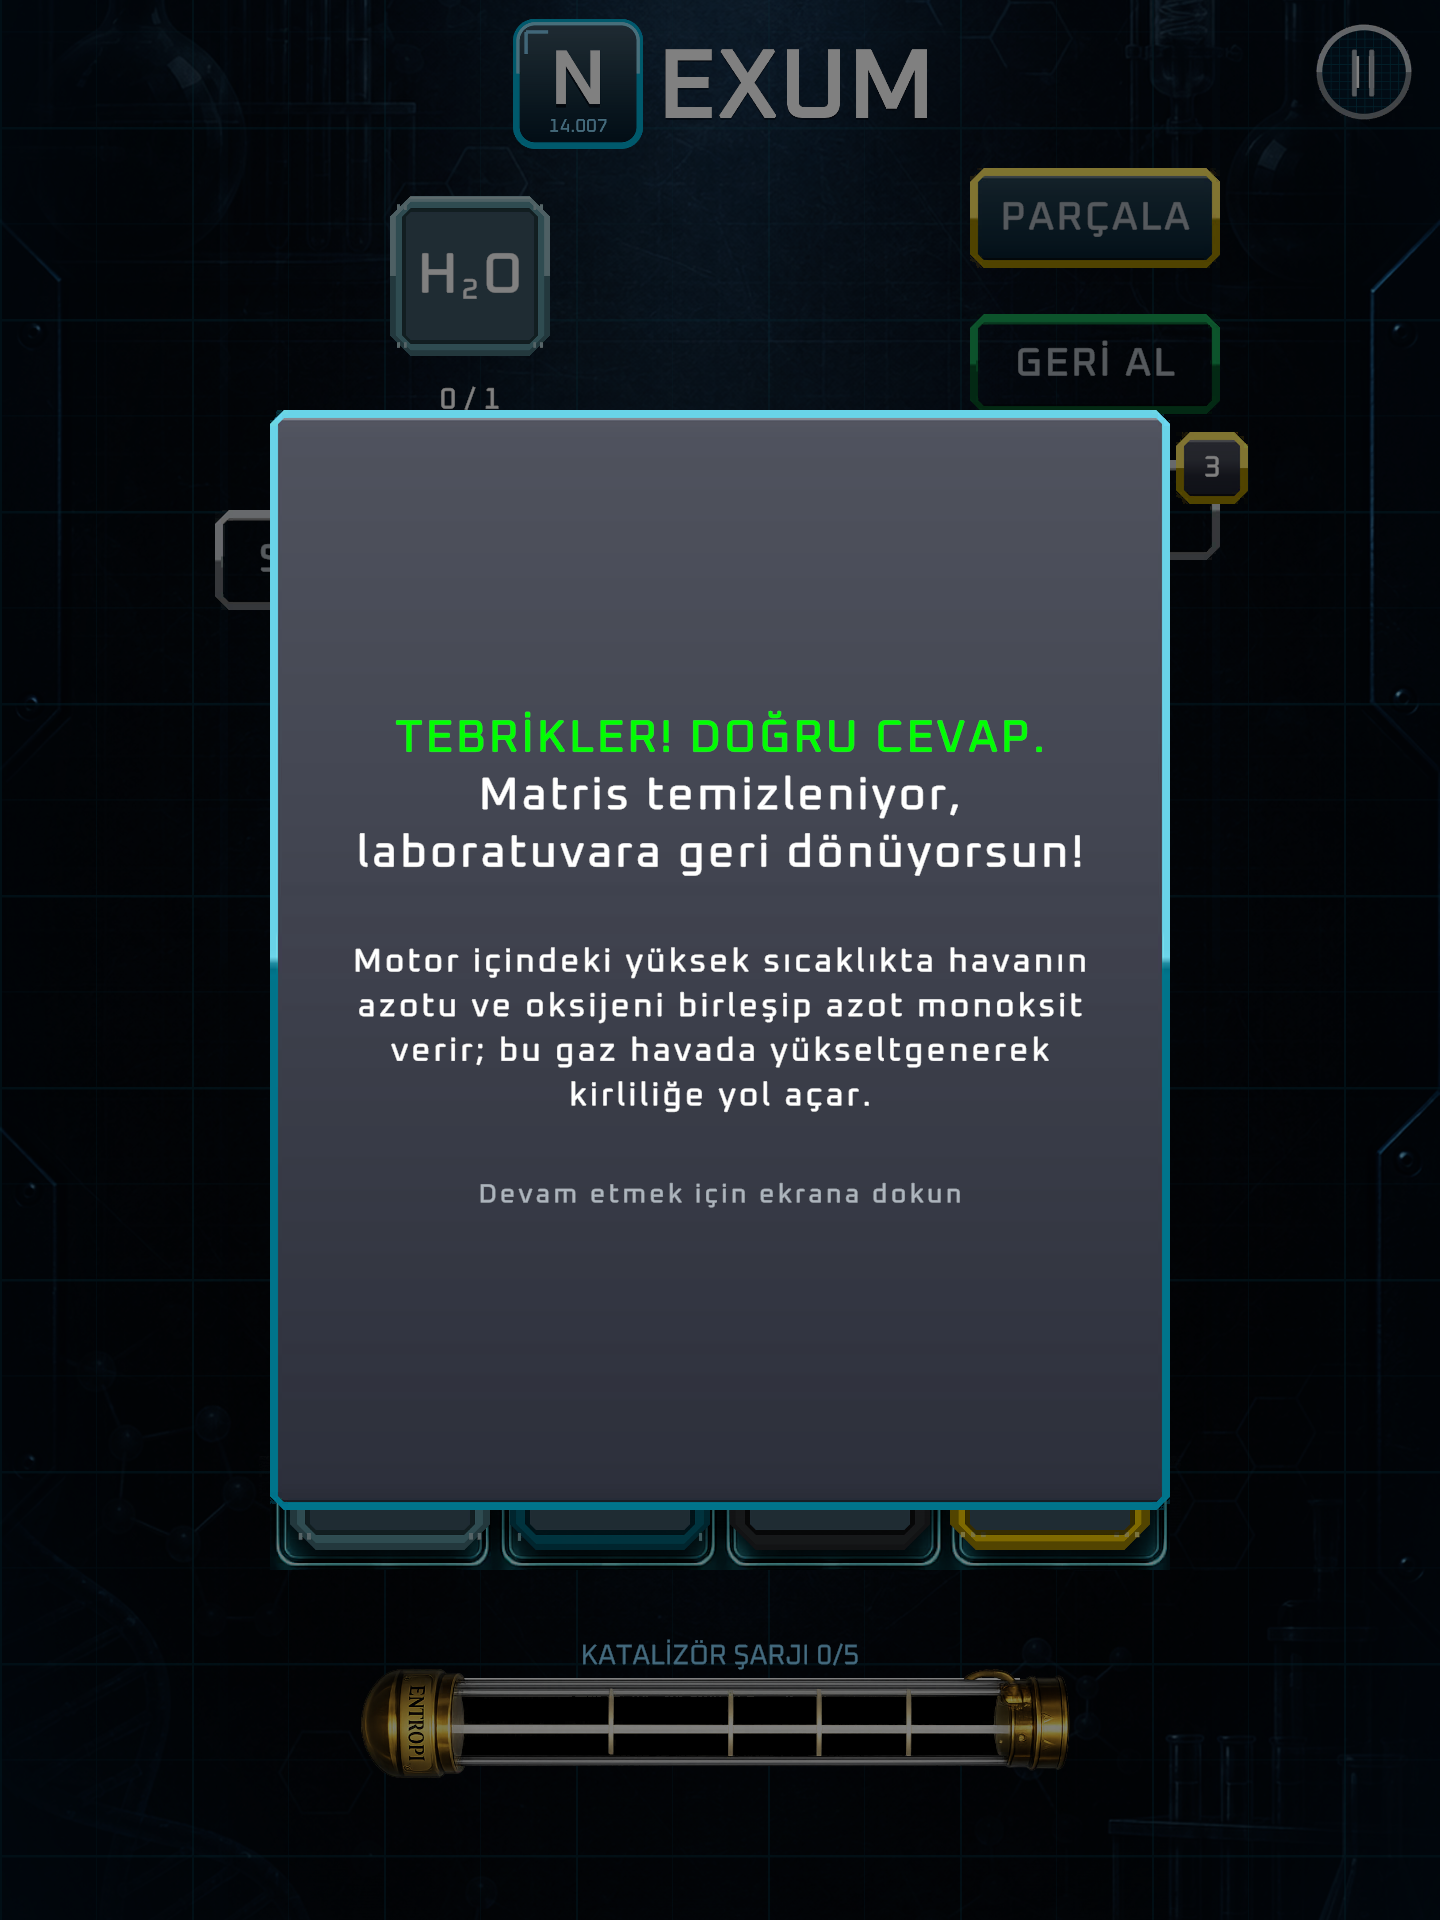 N
14.007
EXUM
PARÇALA
H₂O
GERİ AL
0/1
3
S
TEBRİKLER! DOĞRU CEVAP.
Matris temizleniyor,
laboratuvara geri dönüyorsun!
Motor içindeki yüksek sıcaklıkta havanın
azotu ve oksijeni birleşip azot monoksit
verir; bu gaz havada yükseltgenerek
kirliliğe yol açar.
Devam etmek için ekrana dokun
KATALİZÖR ŞARJI 0/5
ENTROPI